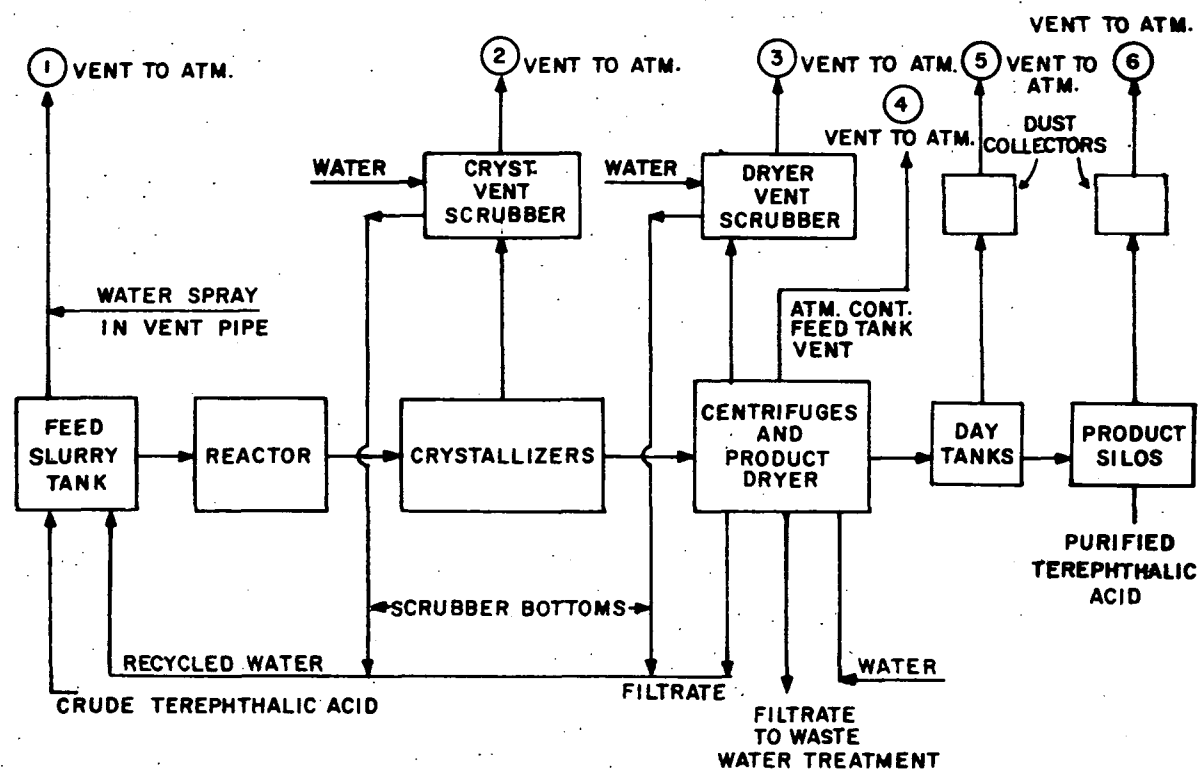 VENT TO ATM.
1 VENT TO ATM.
2 VENT TO ATM.
3 VENT TO ATM.
5 VENT TO
ATM.
6
4
VENT TO ATM.
DUST
COLLECTORS
WATER
CRYST.
VENT
SCRUBBER
WATER
DRYER
VENT
SCRUBBER
WATER SPRAY
IN VENT PIPE
ATM. CONT.
FEED TANK
VENT
FEED
SLURRY
TANK
REACTOR
CRYSTALLIZERS
CENTRIFUGES
AND
PRODUCT
DRYER
DAY
TANKS
PRODUCT
SILOS
PURIFIED
TEREPHTHALIC
ACID
SCRUBBER BOTTOMS
RECYCLED WATER
FILTRATE
WATER
CRUDE TEREPHTHALIC ACID
FILTRATE
TO WASTE
WATER TREATMENT